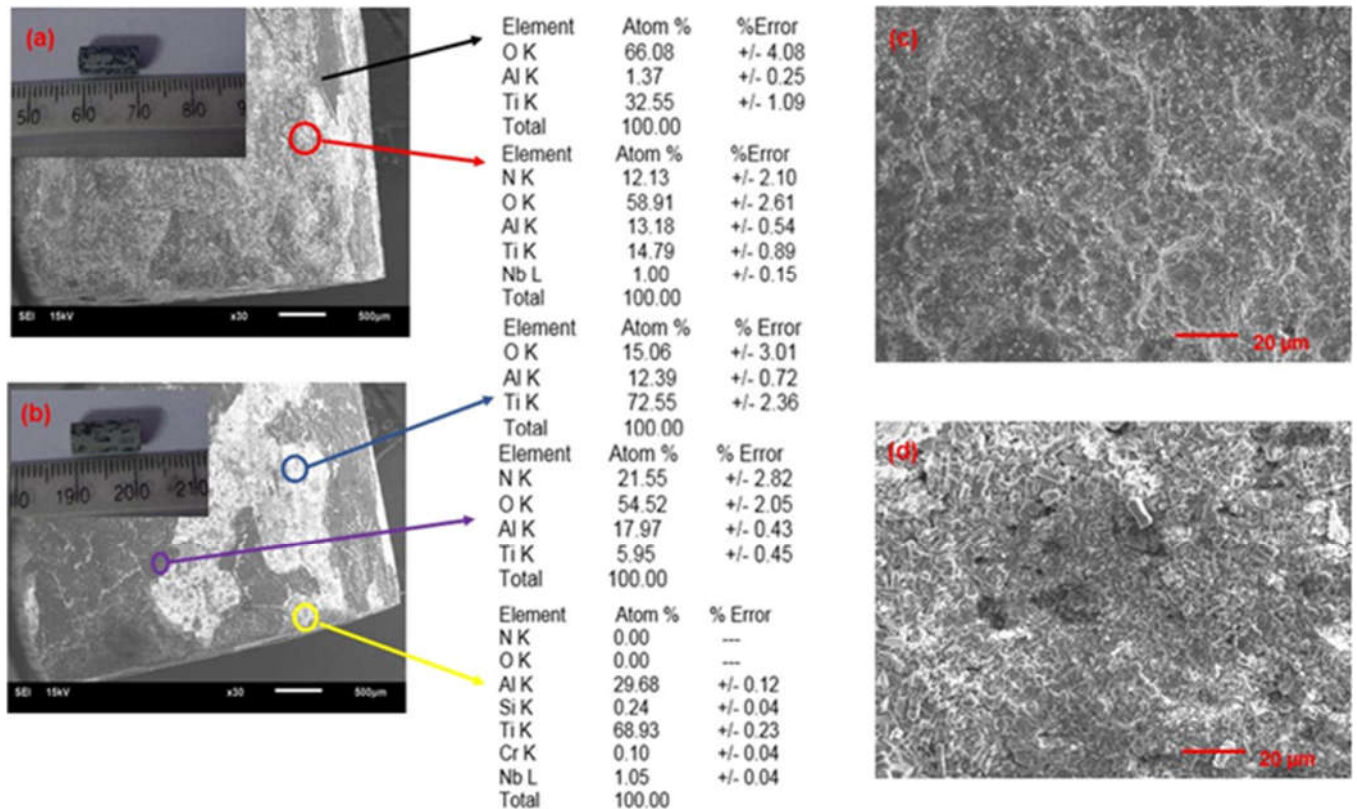 (a)
50 60 70 80 9
SEI 15kV x30 500µm
Element Atom % %Error
O K 66.08 +/- 4.08
Al K 1.37 +/- 0.25
Ti K 32.55 +/- 1.09
Total 100.00
Element Atom % %Error
N K 12.13 +/- 2.10
O K 58.91 +/- 2.61
Al K 13.18 +/- 0.54
Ti K 14.79 +/- 0.89
Nb L 1.00 +/- 0.15
Total 100.00
(b)
0 190 200 210
SEI 15kV x30 500µm
Element Atom % % Error
O K 15.06 +/- 3.01
Al K 12.39 +/- 0.72
Ti K 72.55 +/- 2.36
Total 100.00
Element Atom % % Error
N K 21.55 +/- 2.82
O K 54.52 +/- 2.05
Al K 17.97 +/- 0.43
Ti K 5.95 +/- 0.45
Total 100.00
Element Atom % % Error
N K 0.00 ---
O K 0.00 ---
Al K 29.68 +/- 0.12
Si K 0.24 +/- 0.04
Ti K 68.93 +/- 0.23
Cr K 0.10 +/- 0.04
Nb L 1.05 +/- 0.04
Total 100.00
(c)
20 µm
(d)
20 µm